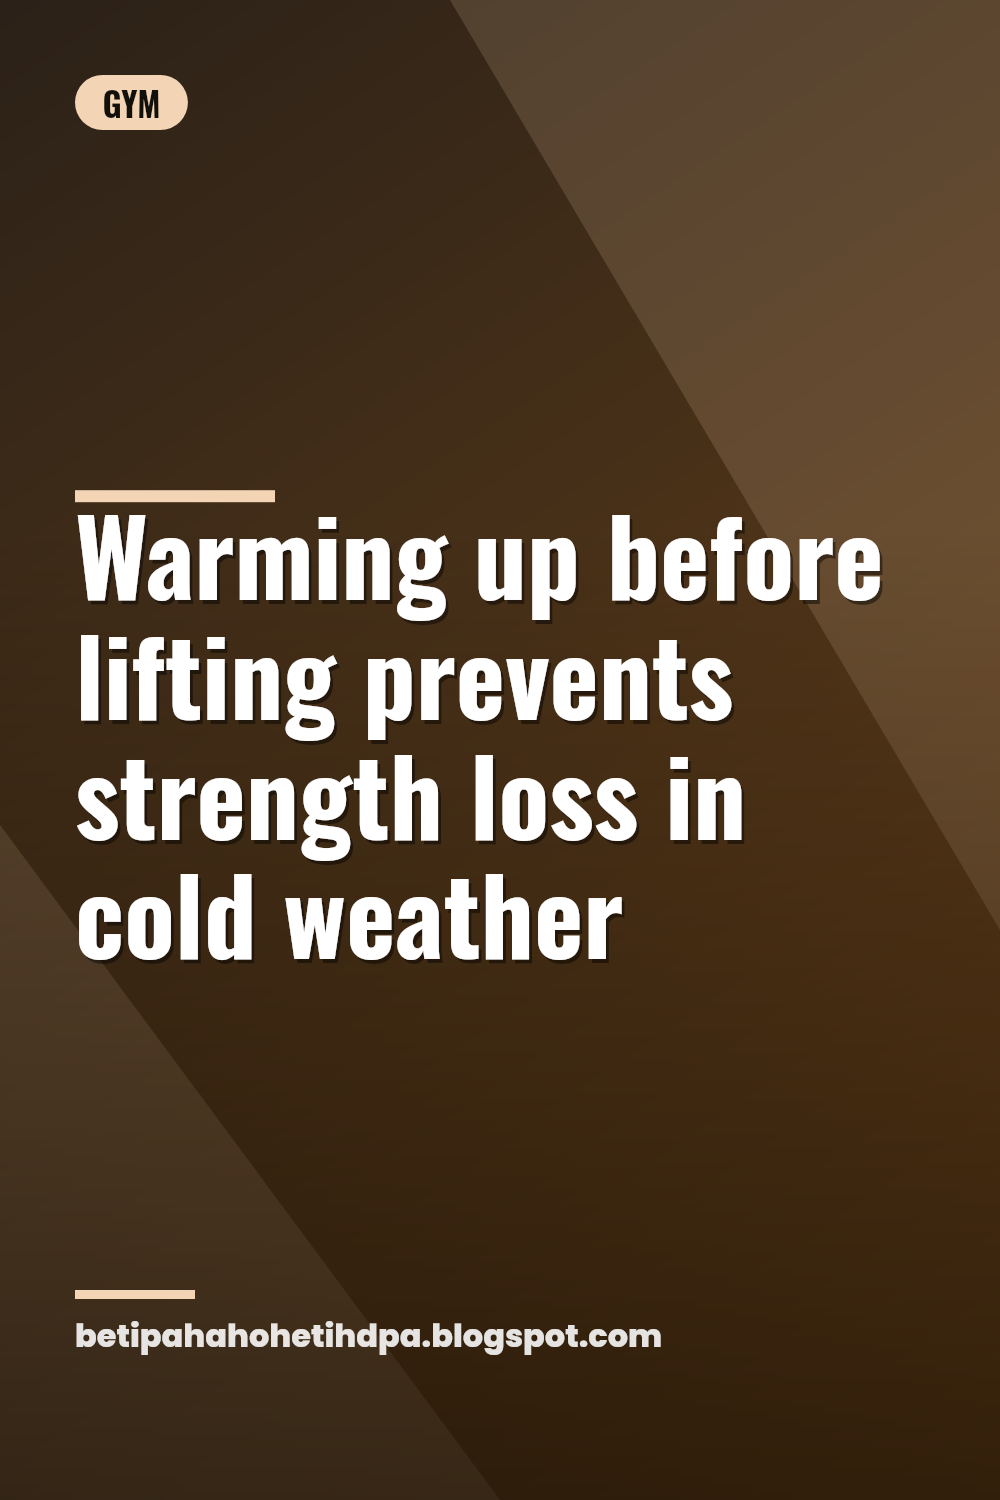 GYM
Warming up before
lifting prevents
strength loss in
cold weather
betipahahohetihdpa.blogspot.com